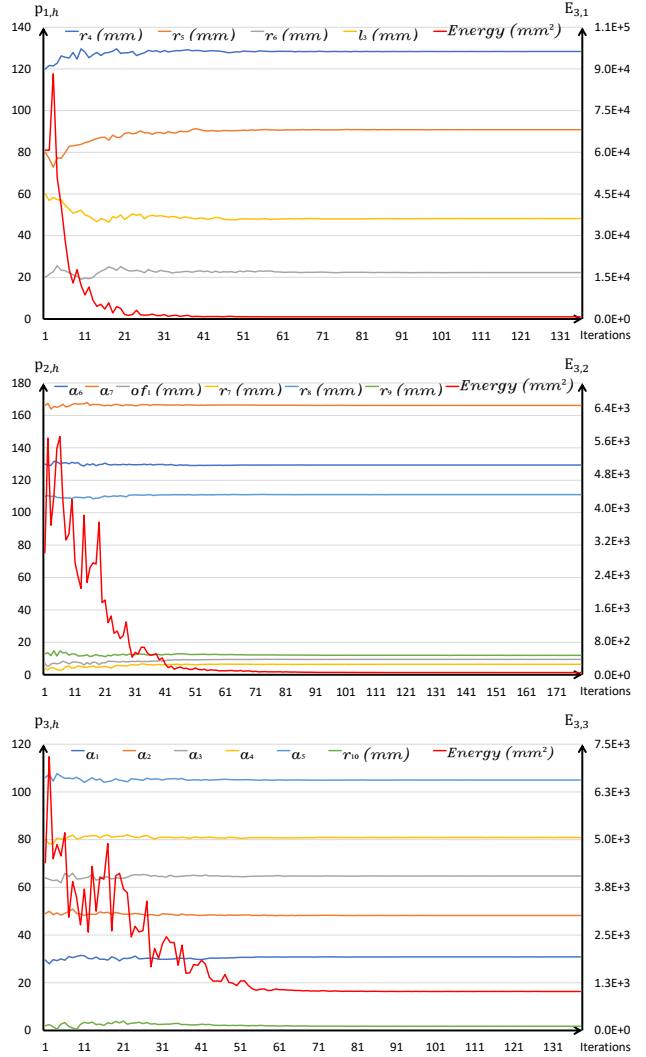 p1,h E3,1
r4 (mm) r5 (mm) r6 (mm) l3 (mm) Energy (mm²)
140 1.1E+5
120 9.0E+4
100 7.5E+4
80 6.0E+4
60 4.5E+4
40 3.0E+4
20 1.5E+4
0 0.0E+0
1 11 21 31 41 51 61 71 81 91 101 111 121 131 Iterations
p2,h E3,2
180
α6 α7 of1 (mm) r7 (mm) r8 (mm) r9 (mm) Energy (mm²)
160 6.4E+3
140 5.6E+3
120 4.8E+3
100 4.0E+3
80 3.2E+3
60 2.4E+3
40 1.6E+3
20 8.0E+2
0 0.0E+0
1 11 21 31 41 51 61 71 81 91 101 111 121 131 141 151 161 171 Iterations
p3,h E3,3
120 7.5E+3
α1 α2 α3 α4 α5 r10 (mm) Energy (mm²)
100 6.3E+3
80 5.0E+3
60 3.8E+3
40 2.5E+3
20 1.3E+3
0 0.0E+0
1 11 21 31 41 51 61 71 81 91 101 111 121 131 Iterations